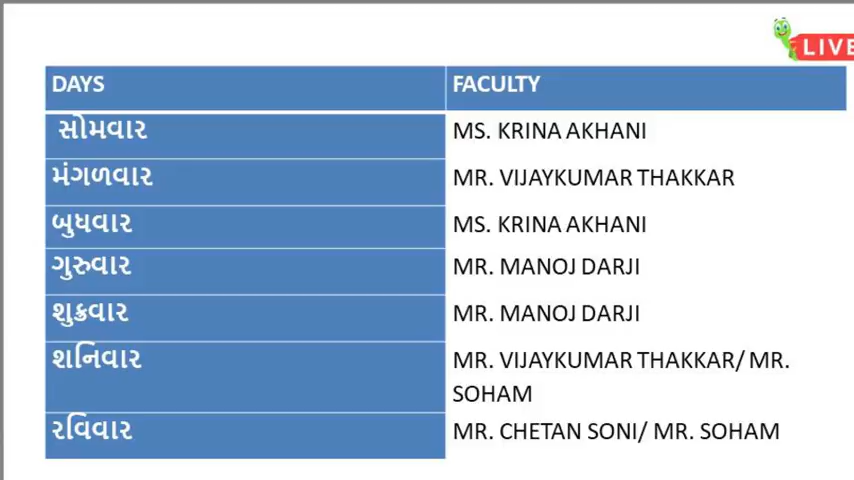 LIVE
DAYS FACULTY
સોમવાર MS. KRINA AKHANI
મંગળવાર MR. VIJAYKUMAR THAKKAR
બુધવાર MS. KRINA AKHANI
ગુરુવાર MR. MANOJ DARJI
શુક્રવાર MR. MANOJ DARJI
શનિવાર MR. VIJAYKUMAR THAKKAR/ MR.
SOHAM
રવિવાર MR. CHETAN SONI/ MR. SOHAM